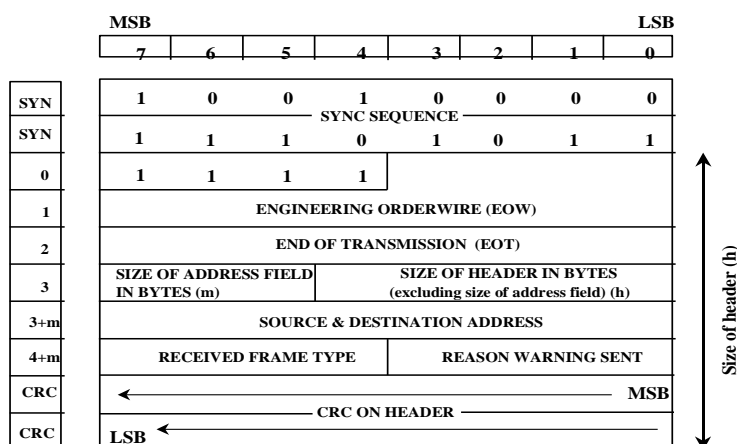 MSB LSB
7 6 5 4 3 2 1 0
SYN 1 0 0 1 0 0 0 0
SYNC SEQUENCE
SYN 1 1 1 0 1 0 1 1
0 1 1 1 1
1 ENGINEERING ORDERWIRE (EOW)
2 END OF TRANSMISSION (EOT)
3 SIZE OF ADDRESS FIELD IN BYTES (m) SIZE OF HEADER IN BYTES (excluding size of address field) (h)
3+m SOURCE & DESTINATION ADDRESS
4+m RECEIVED FRAME TYPE REASON WARNING SENT
CRC MSB
CRC ON HEADER
CRC LSB
Size of header (h)